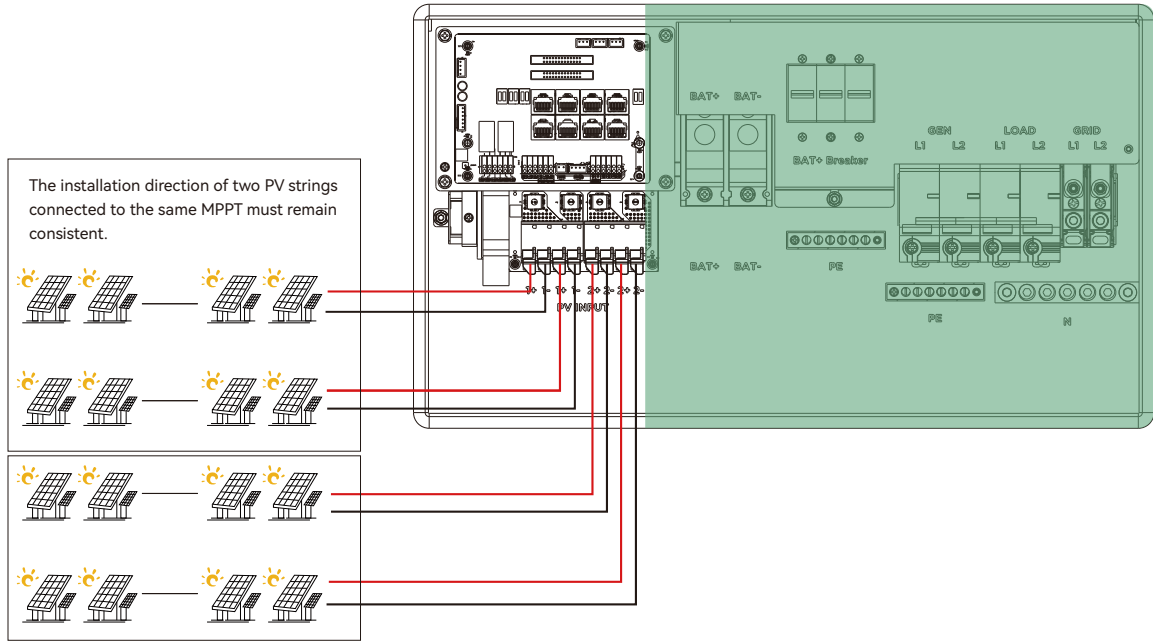 BAT+ BAT-
GEN LOAD GRID
L1 L2 L1 L2 L1 L2
BAT+ Breaker
The installation direction of two PV strings
connected to the same MPPT must remain
consistent.
PE
BAT+ BAT-
1+ 1- 1+ 1- 2+ 2- 2+ 2-
PV INPUT
PE N